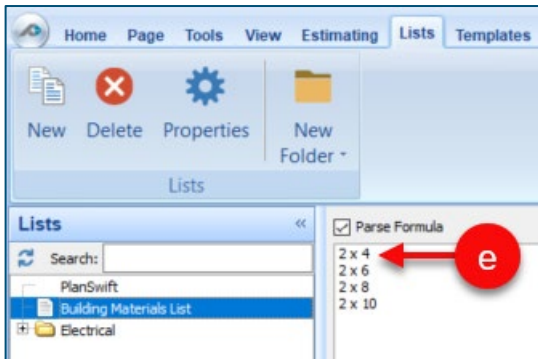 Home Page Tools View Estimating Lists Templates
New Delete Properties New Folder
Lists
Lists «
Search:
PlanSwift
Building Materials List
Electrical
Parse Formula
2 x 4
2 x 6
2 x 8
2 x 10
e